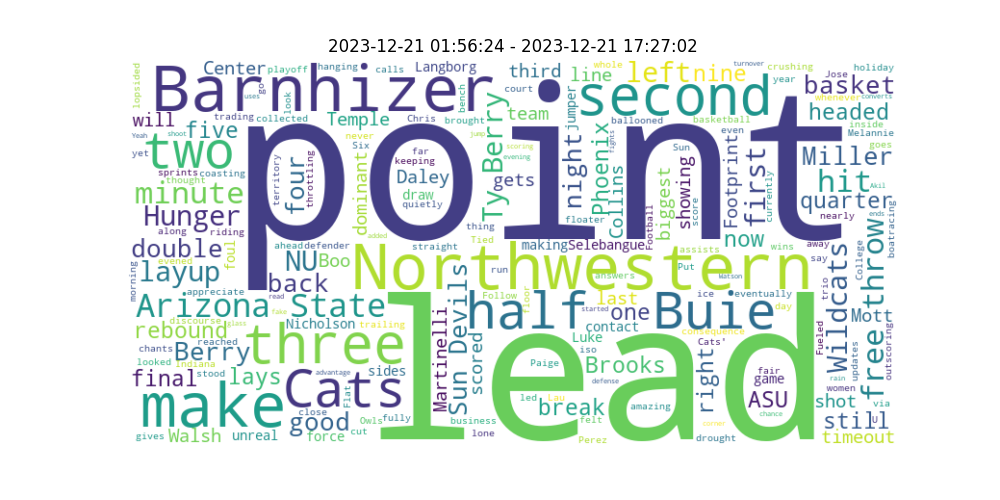 2023-12-21 01:56:24 - 2023-12-21 17:27:02
lopsided
Center
playoff
hanging
calls
Langborg
third
whole
left
nine
turnover
crushing
Jose
holiday
Barnhizer
go
uses
look
bench
court
line
second
year
basket
whenever
converts
will
trading
collected
Temple
Chris
brought
team
jumper
ballooned
basketball
headed
inside
Melannie
Yeah
shoot
five
never
jump
scoring
fights
even
goes
yet
two
Six
far
keeping
evening
night
Phoenix
Sun
Miller
sprints
coasting
thought
territory
four
throttling
dominant
Daley
draw
quietly
Ty Berry
gets
Collins
biggest
showing
score
Footprint
first
currently
hit
Akil
minute
point
floater
quarter
Hunger
along
riding
thing
Football
nearly
ends
boatracing
double
evened
foul
ahead
defender
straight
Tied
making
Selebangue
assists
now
wins
away
say
College
NU
Boo
run
answers
Put
Watson
trio
layup
back
added
Northwestern
morning
appreciate
read
Follow
floor
started
last
ice
eventually
day
Wildcats
free throw
Arizona State
fake
Martinelli
Sun Devils
half
one
Buie
Mott
discourse
glass
Nicholson
trailing
contact
consequence
Fueled
updates
outscoring
rebound
reached
three
Luke
Cats'
chants
Berry
iso
looked
Indiana
stood
sides
scored
Paige
Brooks
right
fair
game
rain
women
final
lays
Cats
advantage
Flat
led
Lau
defense
amazing
ASU
shot
via
make
close
good
fully
lead
break
felt
chance
still
U
gives
Walsh
unreal
force
cut
Owls
business
lone
Perez
corner
drought
timeout